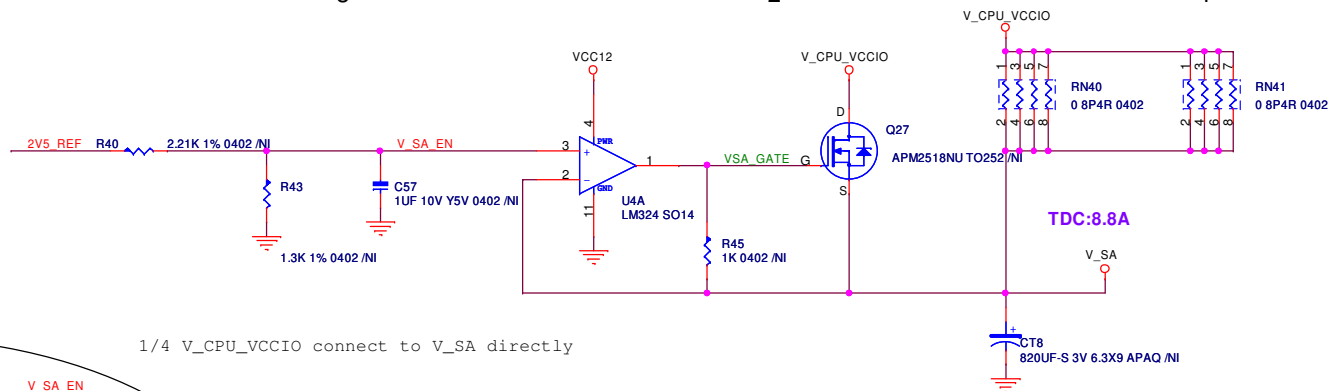 V_CPU_VCCIO
VCC12
V_CPU_VCCIO
1 3 5 7
RN40
0 8P4R 0402
2 4 6 8
1 3 5 7
RN41
0 8P4R 0402
2 4 6 8
2V5_REF
R40
2.21K 1% 0402 /NI
V_SA_EN
R43
1.3K 1% 0402 /NI
C57
1UF 10V Y5V 0402 /NI
4
PWR
3
+
2
-
1
GND
11
U4A
LM324 SO14
VSA_GATE
G
D
S
Q27
APM2518NU TO252 /NI
R45
1K 0402 /NI
TDC:8.8A
V_SA
+
CT8
820UF-S 3V 6.3X9 APAQ /NI
1/4 V_CPU_VCCIO connect to V_SA directly
V_SA_EN